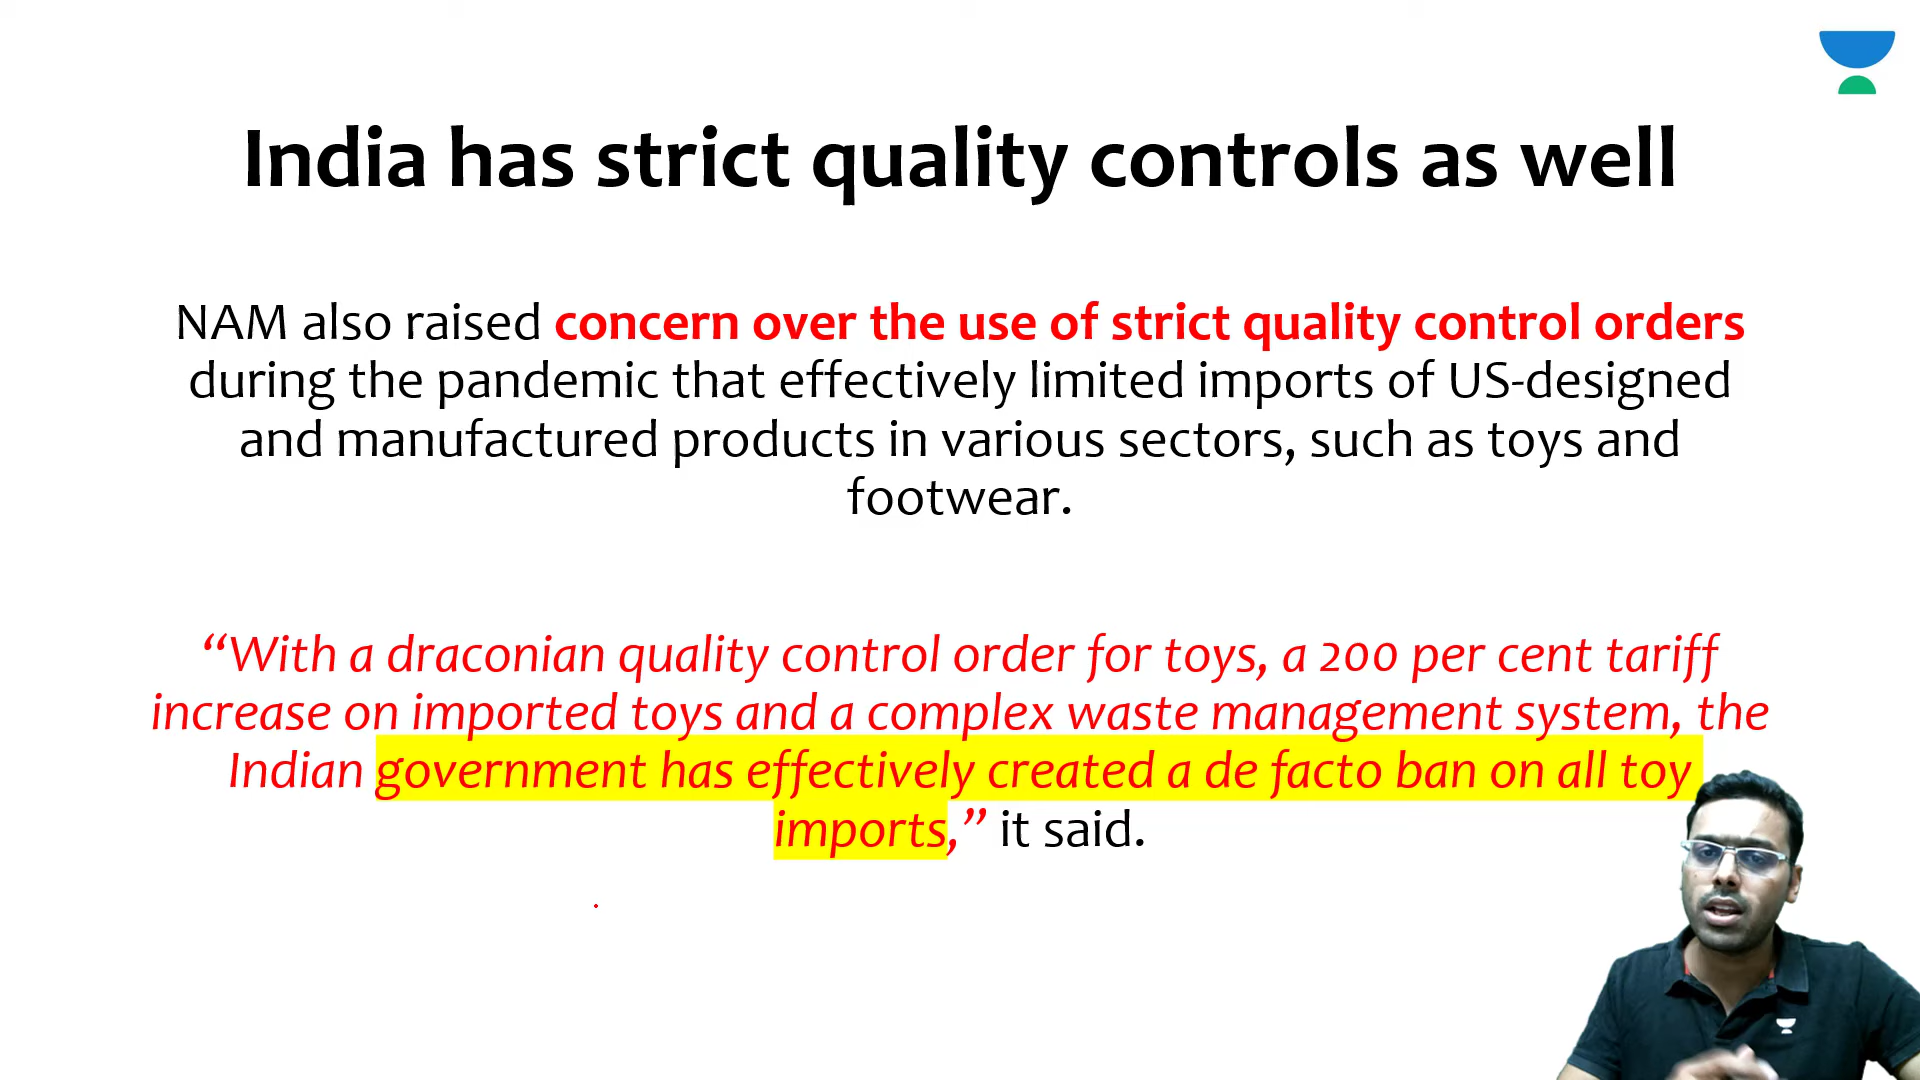 India has strict quality controls as well
NAM also raised concern over the use of strict quality control orders
during the pandemic that effectively limited imports of US-designed
and manufactured products in various sectors, such as toys and
footwear.
“With a draconian quality control order for toys, a 200 per cent tariff
increase on imported toys and a complex waste management system, the
Indian government has effectively created a de facto ban on all toy
imports,” it said.